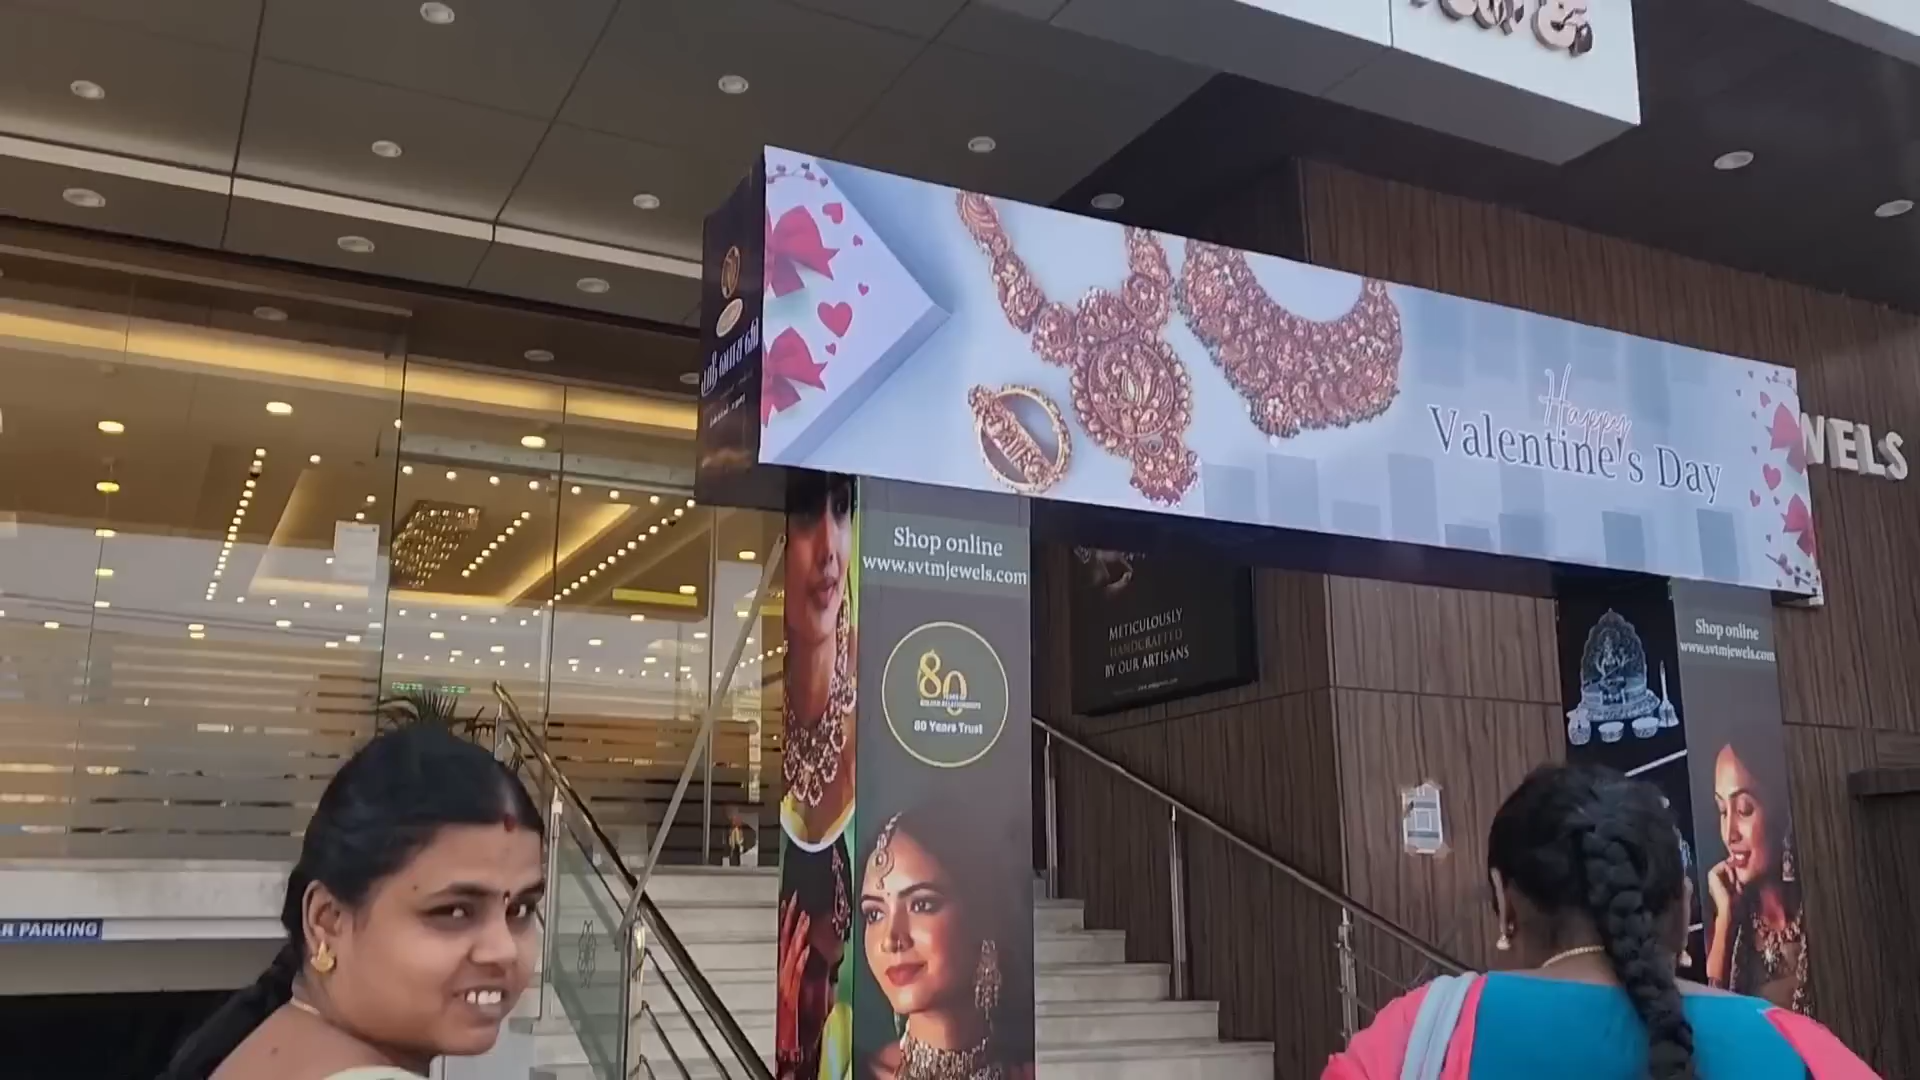 ஸ்ரீ வாசவி
Happy
Valentine's Day
WELS
Shop online
www.svtmjewels.com
80
80 Years Trust
METICULOUSLY
HANDCRAFTED
BY OUR ARTISANS
Shop online
www.svtmjewels.com
R PARKING